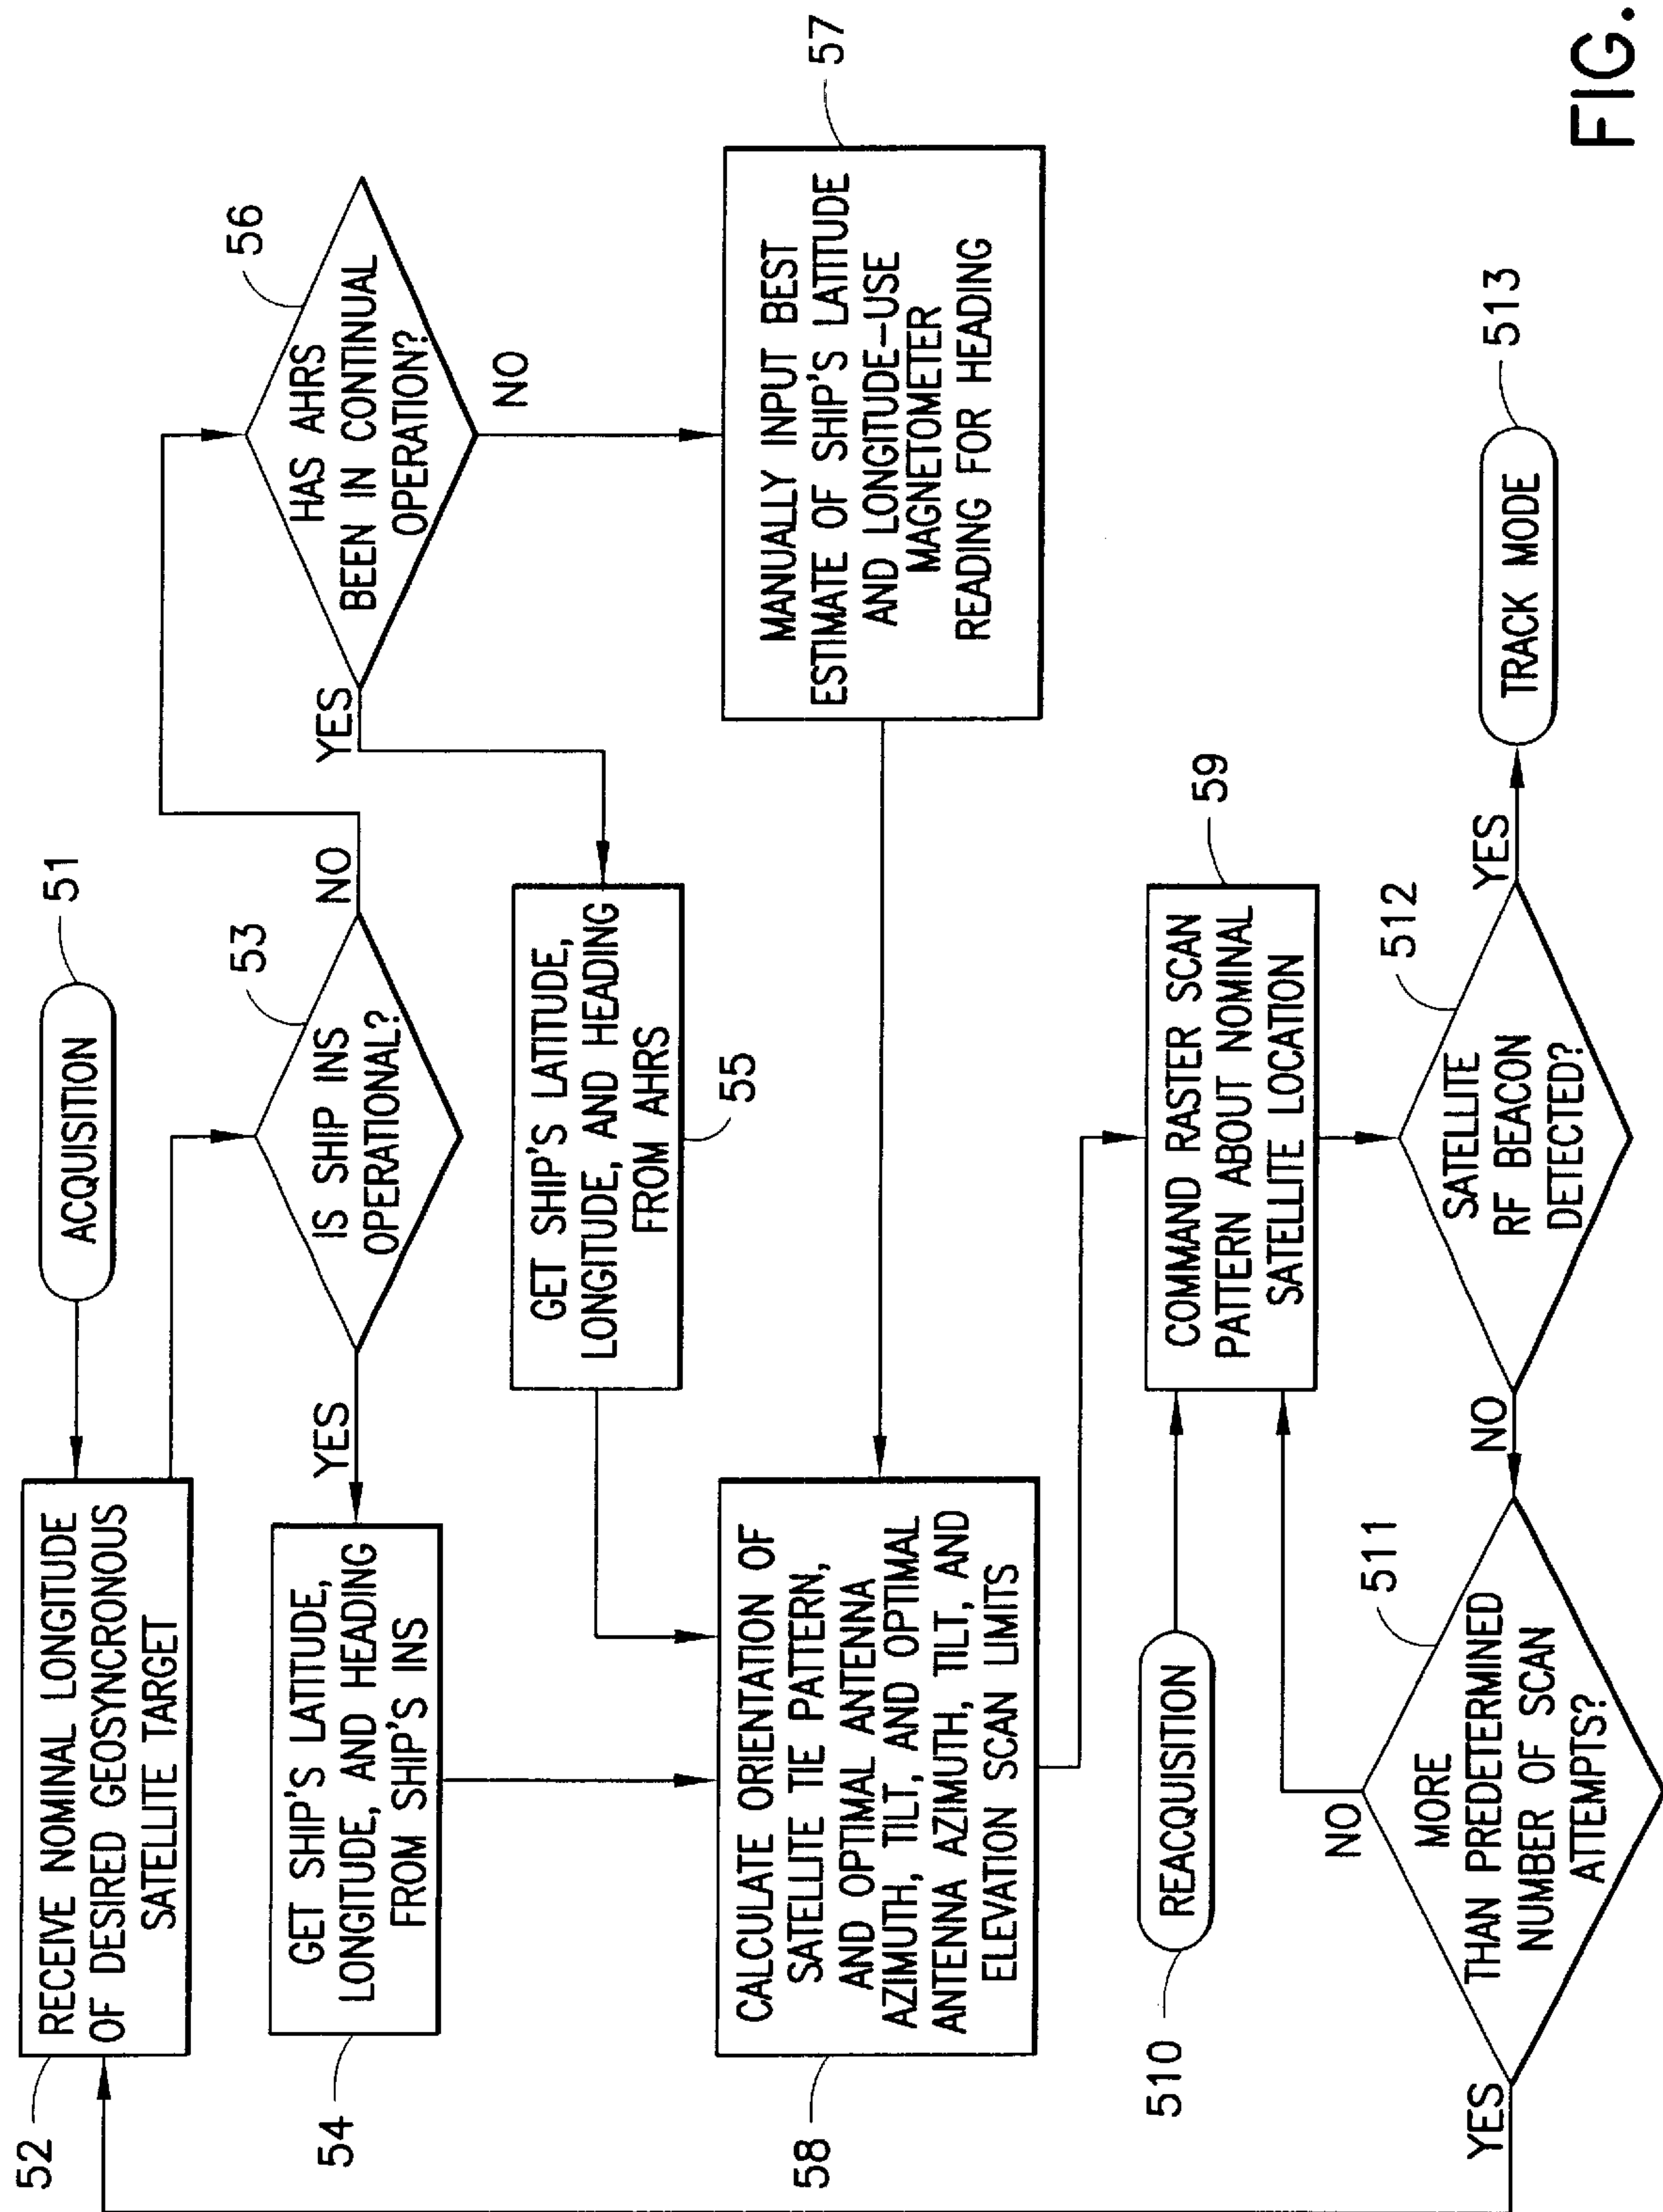 51
ACQUISITION
52
RECEIVE NOMINAL LONGITUDE
OF DESIRED GEOSYNCRONOUS
SATELLITE TARGET
53
IS SHIP INS
OPERATIONAL?
YES
NO
54
GET SHIP'S LATITUDE,
LONGITUDE, AND HEADING
FROM SHIP'S INS
56
HAS AHRS
BEEN IN CONTINUAL
OPERATION?
YES
NO
GET SHIP'S LATITUDE,
LONGITUDE, AND HEADING
FROM AHRS
55
57
MANUALLY INPUT BEST
ESTIMATE OF SHIP'S LATITUDE
AND LONGITUDE-USE
MAGNETOMETER
READING FOR HEADING
58
CALCULATE ORIENTATION OF
SATELLITE TIE PATTERN,
AND OPTIMAL ANTENNA
AZIMUTH, TILT, AND OPTIMAL
ANTENNA AZIMUTH, TILT, AND
ELEVATION SCAN LIMITS
510
REACQUISITION
59
COMMAND RASTER SCAN
PATTERN ABOUT NOMINAL
SATELLITE LOCATION
512
SATELLITE
RF BEACON
DETECTED?
YES
NO
511
MORE
THAN PREDETERMINED
NUMBER OF SCAN
ATTEMPTS?
NO
YES
TRACK MODE
513
FIG.